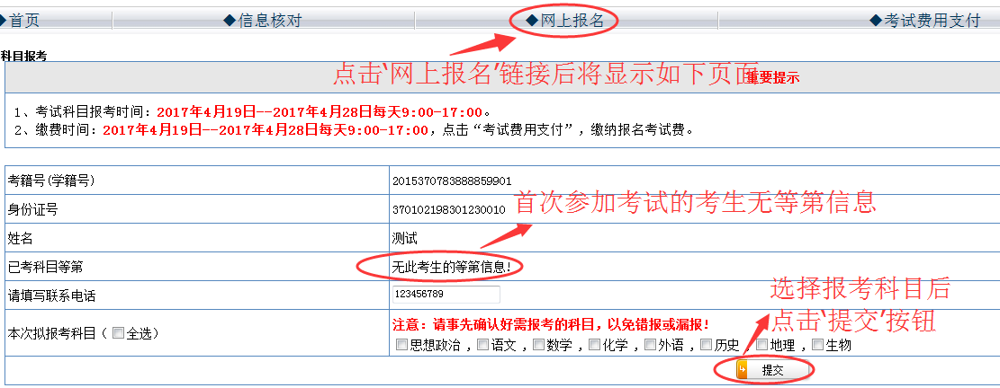 ◆首页 ◆信息核对 ◆网上报名 ◆考试费用支付
科目报考
点击‘网上报名’链接后将显示如下页面
重要提示
1、考试科目报考时间：2017年4月19日--2017年4月28日每天9:00-17:00。
2、缴费时间：2017年4月19日--2017年4月28日每天9:00-17:00，点击“考试费用支付”，缴纳报名考试费。
考籍号(学籍号) 2015370783888859901
首次参加考试的考生无等第信息
身份证号 370102198301230010
姓名 测试
已考科目等第 无此考生的等第信息!
请填写联系电话 123456789
选择报考科目后
点击‘提交’按钮
注意：请事先确认好需报考的科目，以免错报或漏报!
本次拟报考科目（全选） 思想政治，语文，数学，化学，外语，历史，地理，生物
提交